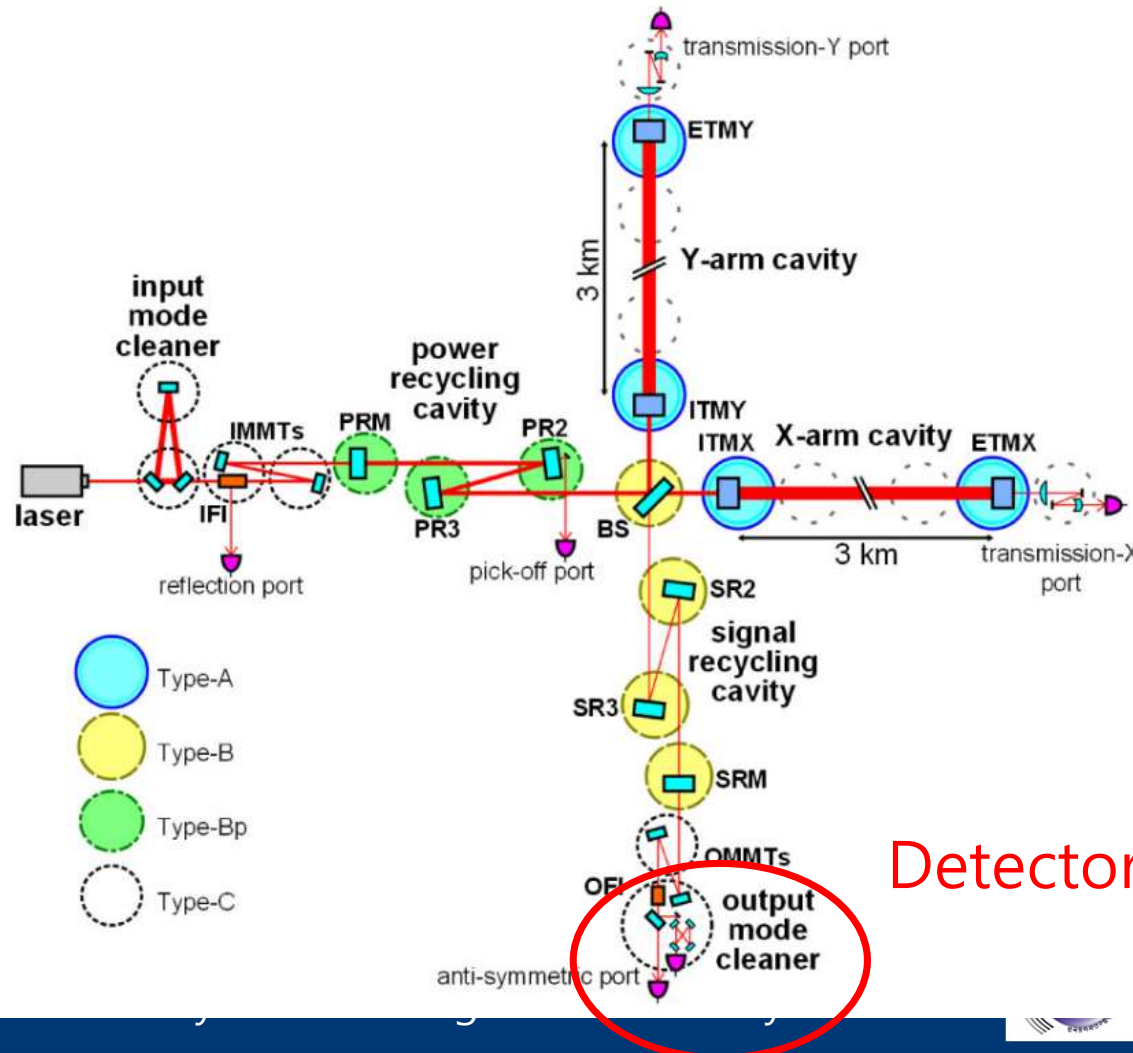 transmission-Y port
ETMY
3 km
Y-arm cavity
input
mode
cleaner
power
recycling
cavity
ITMY
IMMTs
PRM
PR2
ITMX
X-arm cavity
ETMX
laser
IFI
PR3
BS
3 km
transmission-X
port
reflection port
pick-off port
SR2
signal
recycling
cavity
SR3
SRM
Type-A
Type-B
Type-Bp
Type-C
OMMTs
Detector
OFI
output
mode
cleaner
anti-symmetric port